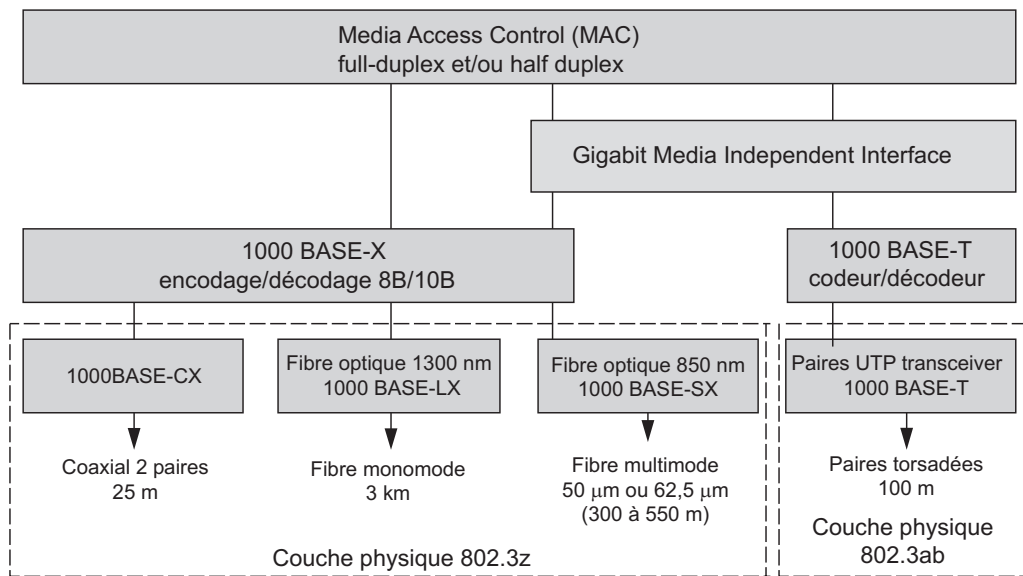 Media Access Control (MAC)
full-duplex et/ou half duplex
Gigabit Media Independent Interface
1000 BASE-X
encodage/décodage 8B/10B
1000 BASE-T
codeur/décodeur
1000BASE-CX
Fibre optique 1300 nm
1000 BASE-LX
Fibre optique 850 nm
1000 BASE-SX
Paires UTP transceiver
1000 BASE-T
Coaxial 2 paires
25 m
Fibre monomode
3 km
Fibre multimode
50 µm ou 62,5 µm
(300 à 550 m)
Paires torsadées
100 m
Couche physique 802.3z
Couche physique
802.3ab